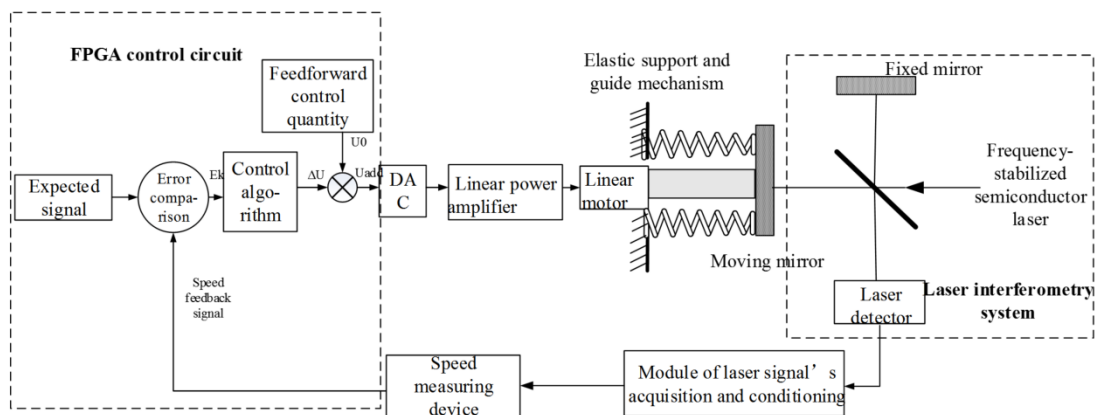 FPGA control circuit
Feedforward
control
quantity
U0
Expected
signal
Error
compa-
rison
Ek
Control
algo-
rithm
ΔU
Uadd
DA
C
Linear power
amplifier
Linear
motor
Elastic support and
guide mechanism
Moving mirror
Fixed mirror
Frequency-
stabilized
semiconductor
laser
Laser
detector
Laser interferometry
system
Speed
feedback
signal
Speed
measuring
device
Module of laser signal’s
acquisition and conditioning